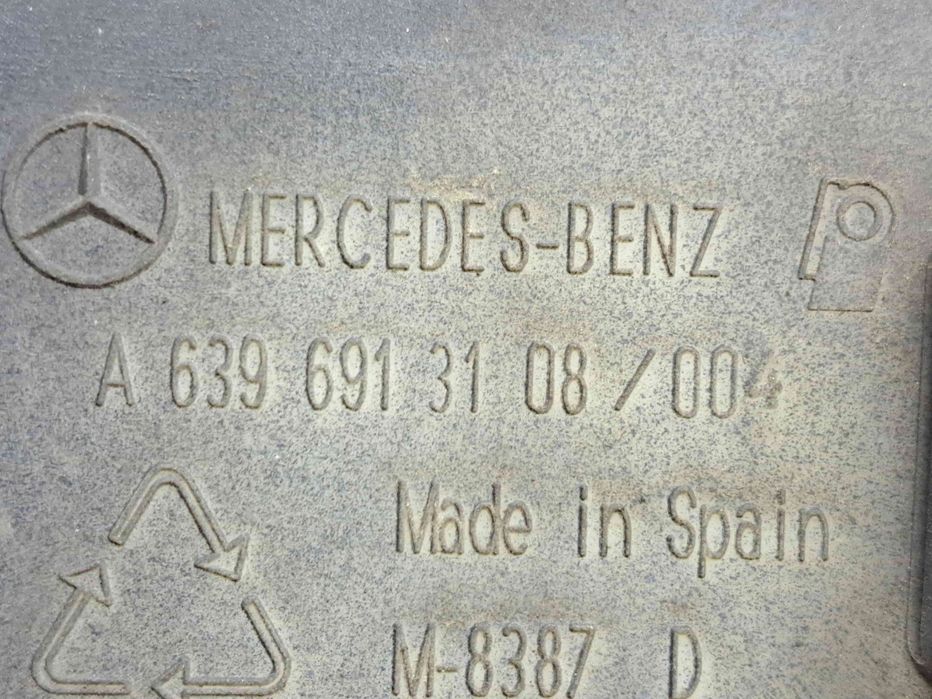 MERCEDES-BENZ
A 639 691 31 08 / 004
Made in Spain
M-8387 D